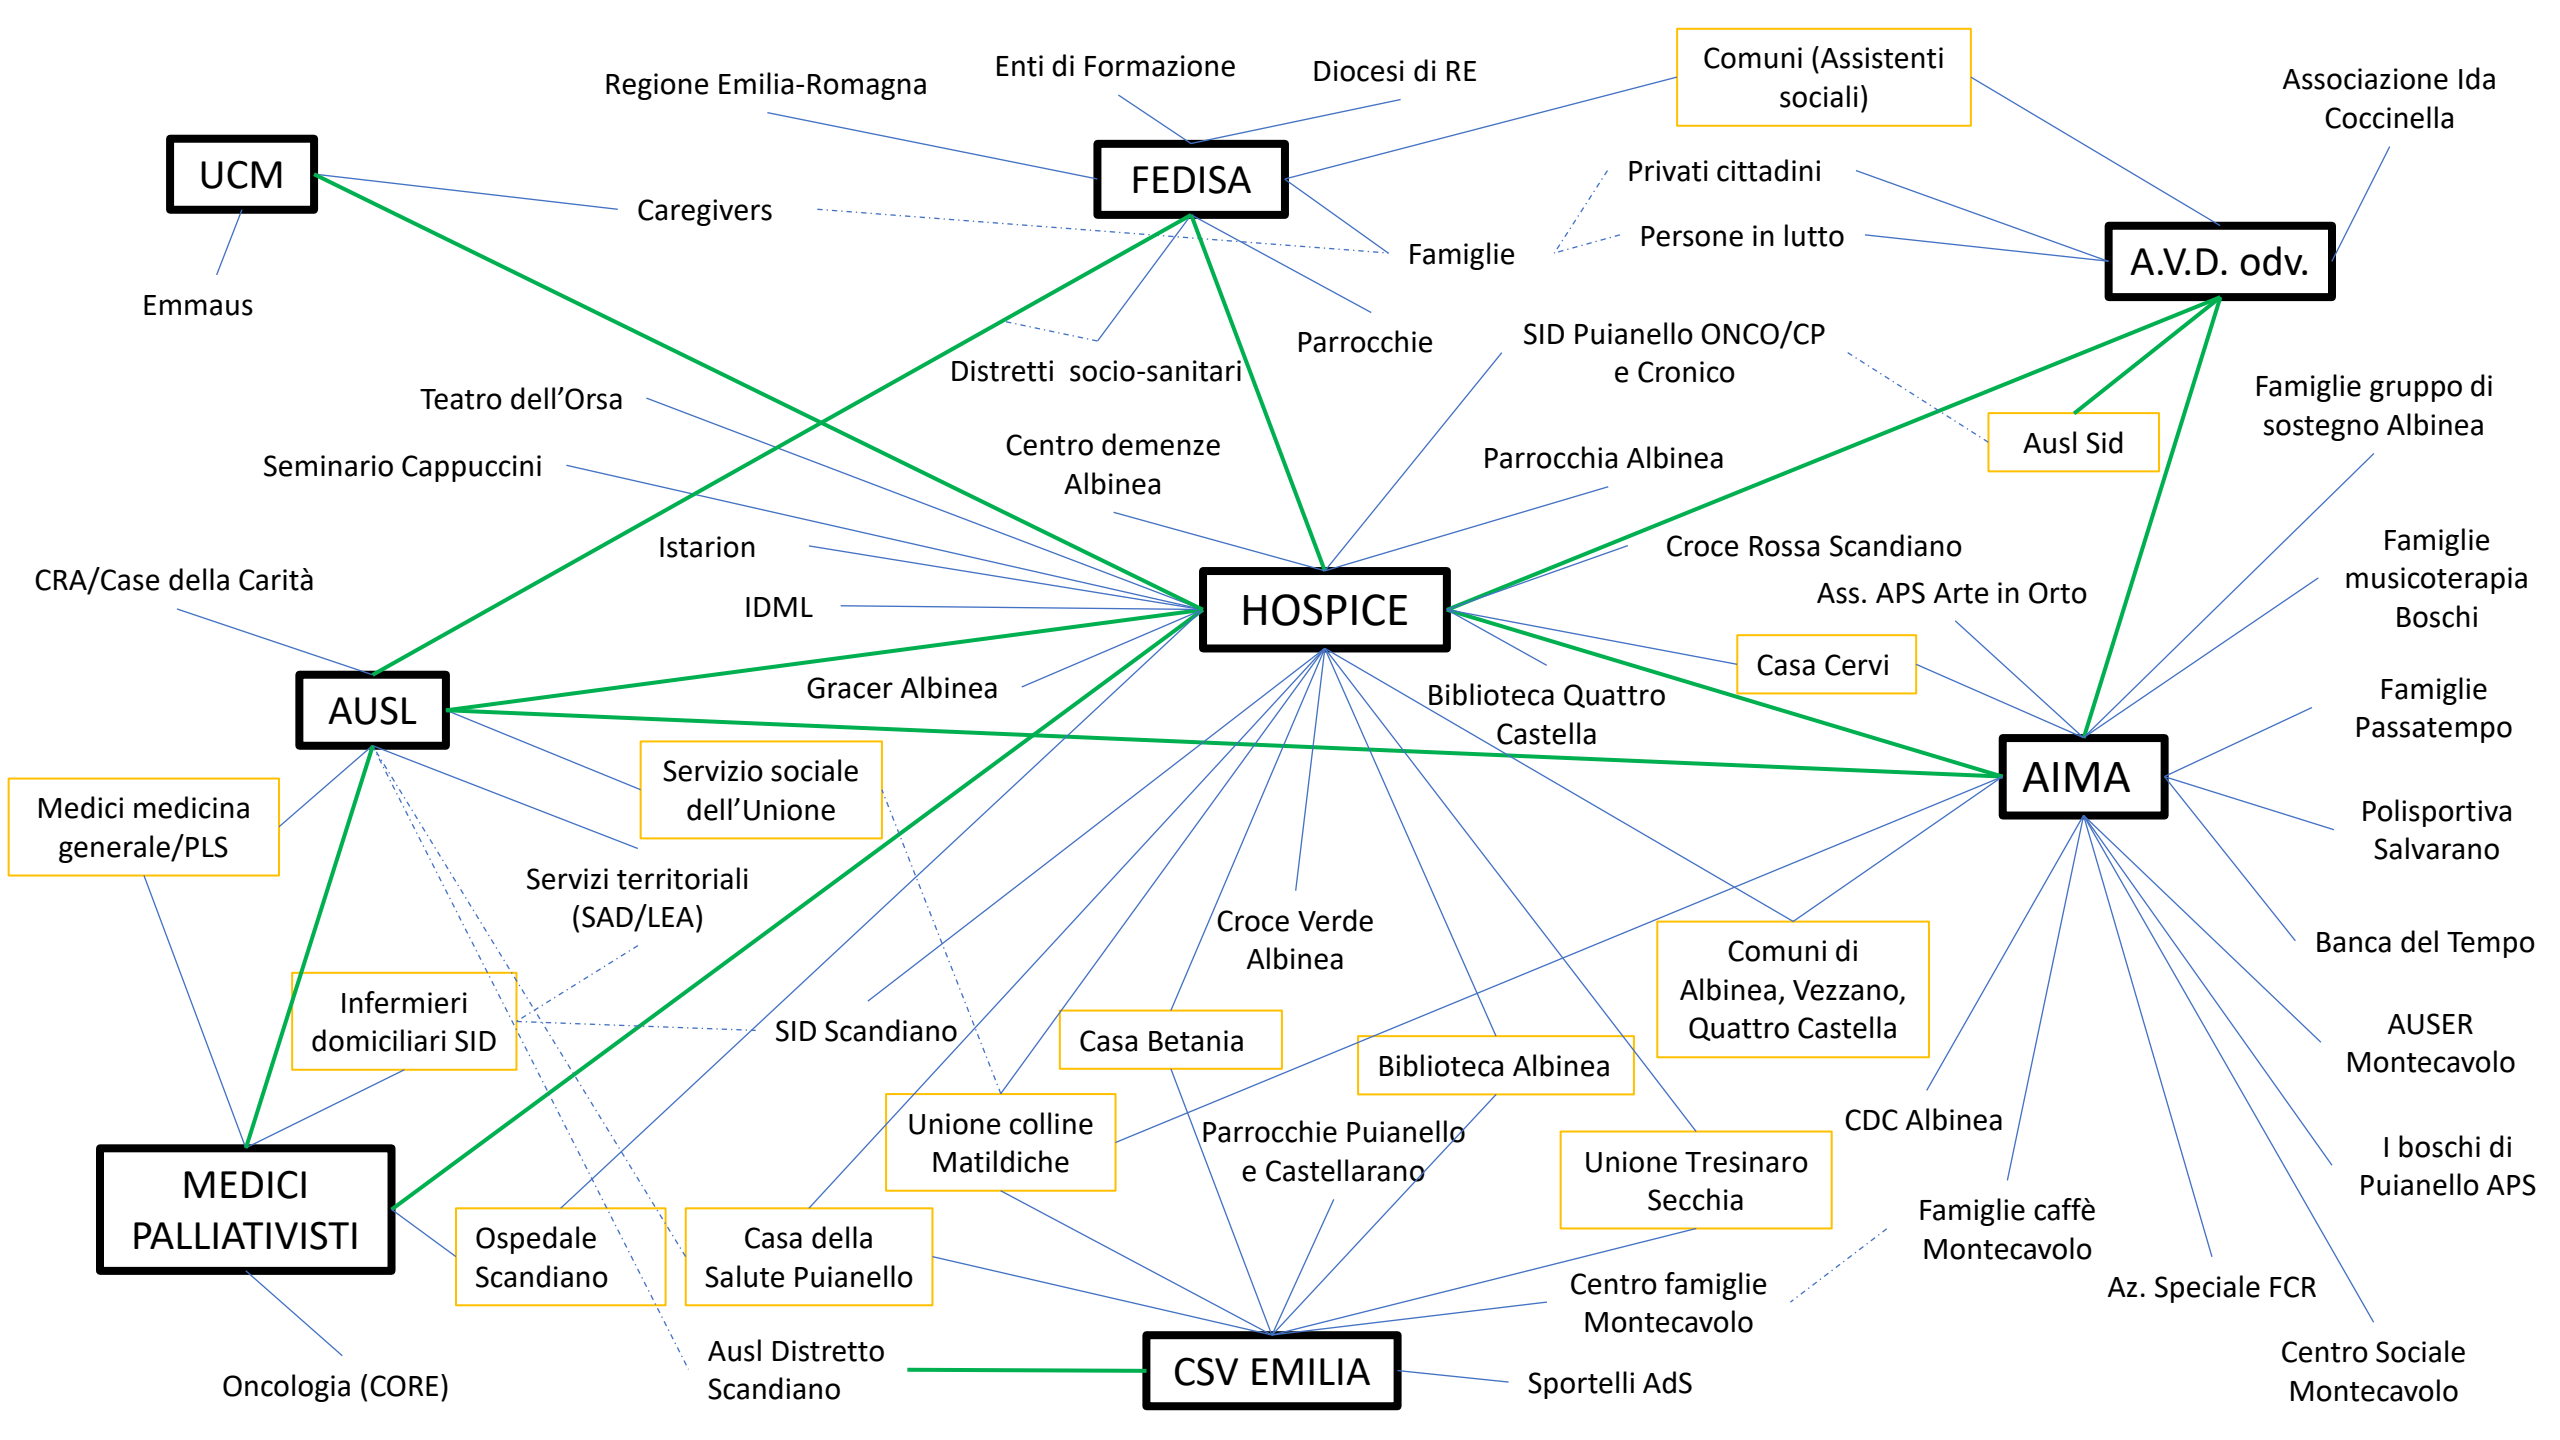 Comuni (Assistenti
sociali)
Enti di Formazione
Diocesi di RE
Regione Emilia-Romagna
Associazione Ida
Coccinella
UCM
FEDISA
Privati cittadini
Caregivers
Persone in lutto
Famiglie
A.V.D. odv.
Emmaus
Parrocchie
SID Puianello ONCO/CP
e Cronico
Distretti  socio-sanitari
Teatro dell’Orsa
Famiglie gruppo di
sostegno Albinea
Centro demenze
Albinea
Ausl Sid
Seminario Cappuccini
Parrocchia Albinea
Istarion
Croce Rossa Scandiano
Famiglie
musicoterapia
Boschi
CRA/Case della Carità
IDML
HOSPICE
Ass. APS Arte in Orto
Casa Cervi
Gracer Albinea
Biblioteca Quattro
Castella
Famiglie
Passatempo
AUSL
Servizio sociale
dell’Unione
AIMA
Medici medicina
generale/PLS
Polisportiva
Salvarano
Servizi territoriali
(SAD/LEA)
Croce Verde
Albinea
Comuni di
Albinea, Vezzano,
Quattro Castella
Banca del Tempo
Infermieri
domiciliari SID
SID Scandiano
Casa Betania
Biblioteca Albinea
AUSER
Montecavolo
Unione colline
Matildiche
Parrocchie Puianello
e Castellarano
CDC Albinea
Unione Tresinaro
Secchia
I boschi di
Puianello APS
MEDICI
PALLIATIVISTI
Ospedale
Scandiano
Casa della
Salute Puianello
Famiglie caffè
Montecavolo
Centro famiglie
Montecavolo
Az. Speciale FCR
Ausl Distretto
Scandiano
CSV EMILIA
Sportelli AdS
Oncologia (CORE)
Centro Sociale
Montecavolo